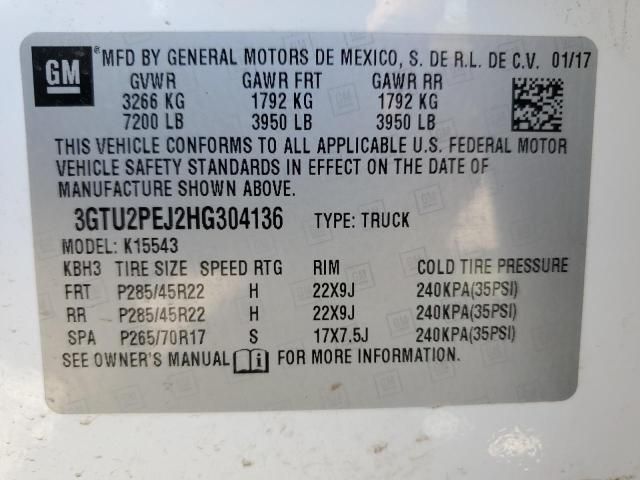 GM ® MFD BY GENERAL MOTORS DE MEXICO, S. DE R.L. DE C.V. 01/17
GVWR GAWR FRT GAWR RR
3266 KG 1792 KG 1792 KG
7200 LB 3950 LB 3950 LB
THIS VEHICLE CONFORMS TO ALL APPLICABLE U.S. FEDERAL MOTOR
VEHICLE SAFETY STANDARDS IN EFFECT ON THE DATE OF
MANUFACTURE SHOWN ABOVE.
3GTU2PEJ2HG304136 TYPE: TRUCK
MODEL: K15543
KBH3 TIRE SIZE SPEED RTG RIM COLD TIRE PRESSURE
FRT P285/45R22 H 22X9J 240KPA(35PSI)
RR P285/45R22 H 22X9J 240KPA(35PSI)
SPA P265/70R17 S 17X7.5J 240KPA(35PSI)
SEE OWNER'S MANUAL FOR MORE INFORMATION.